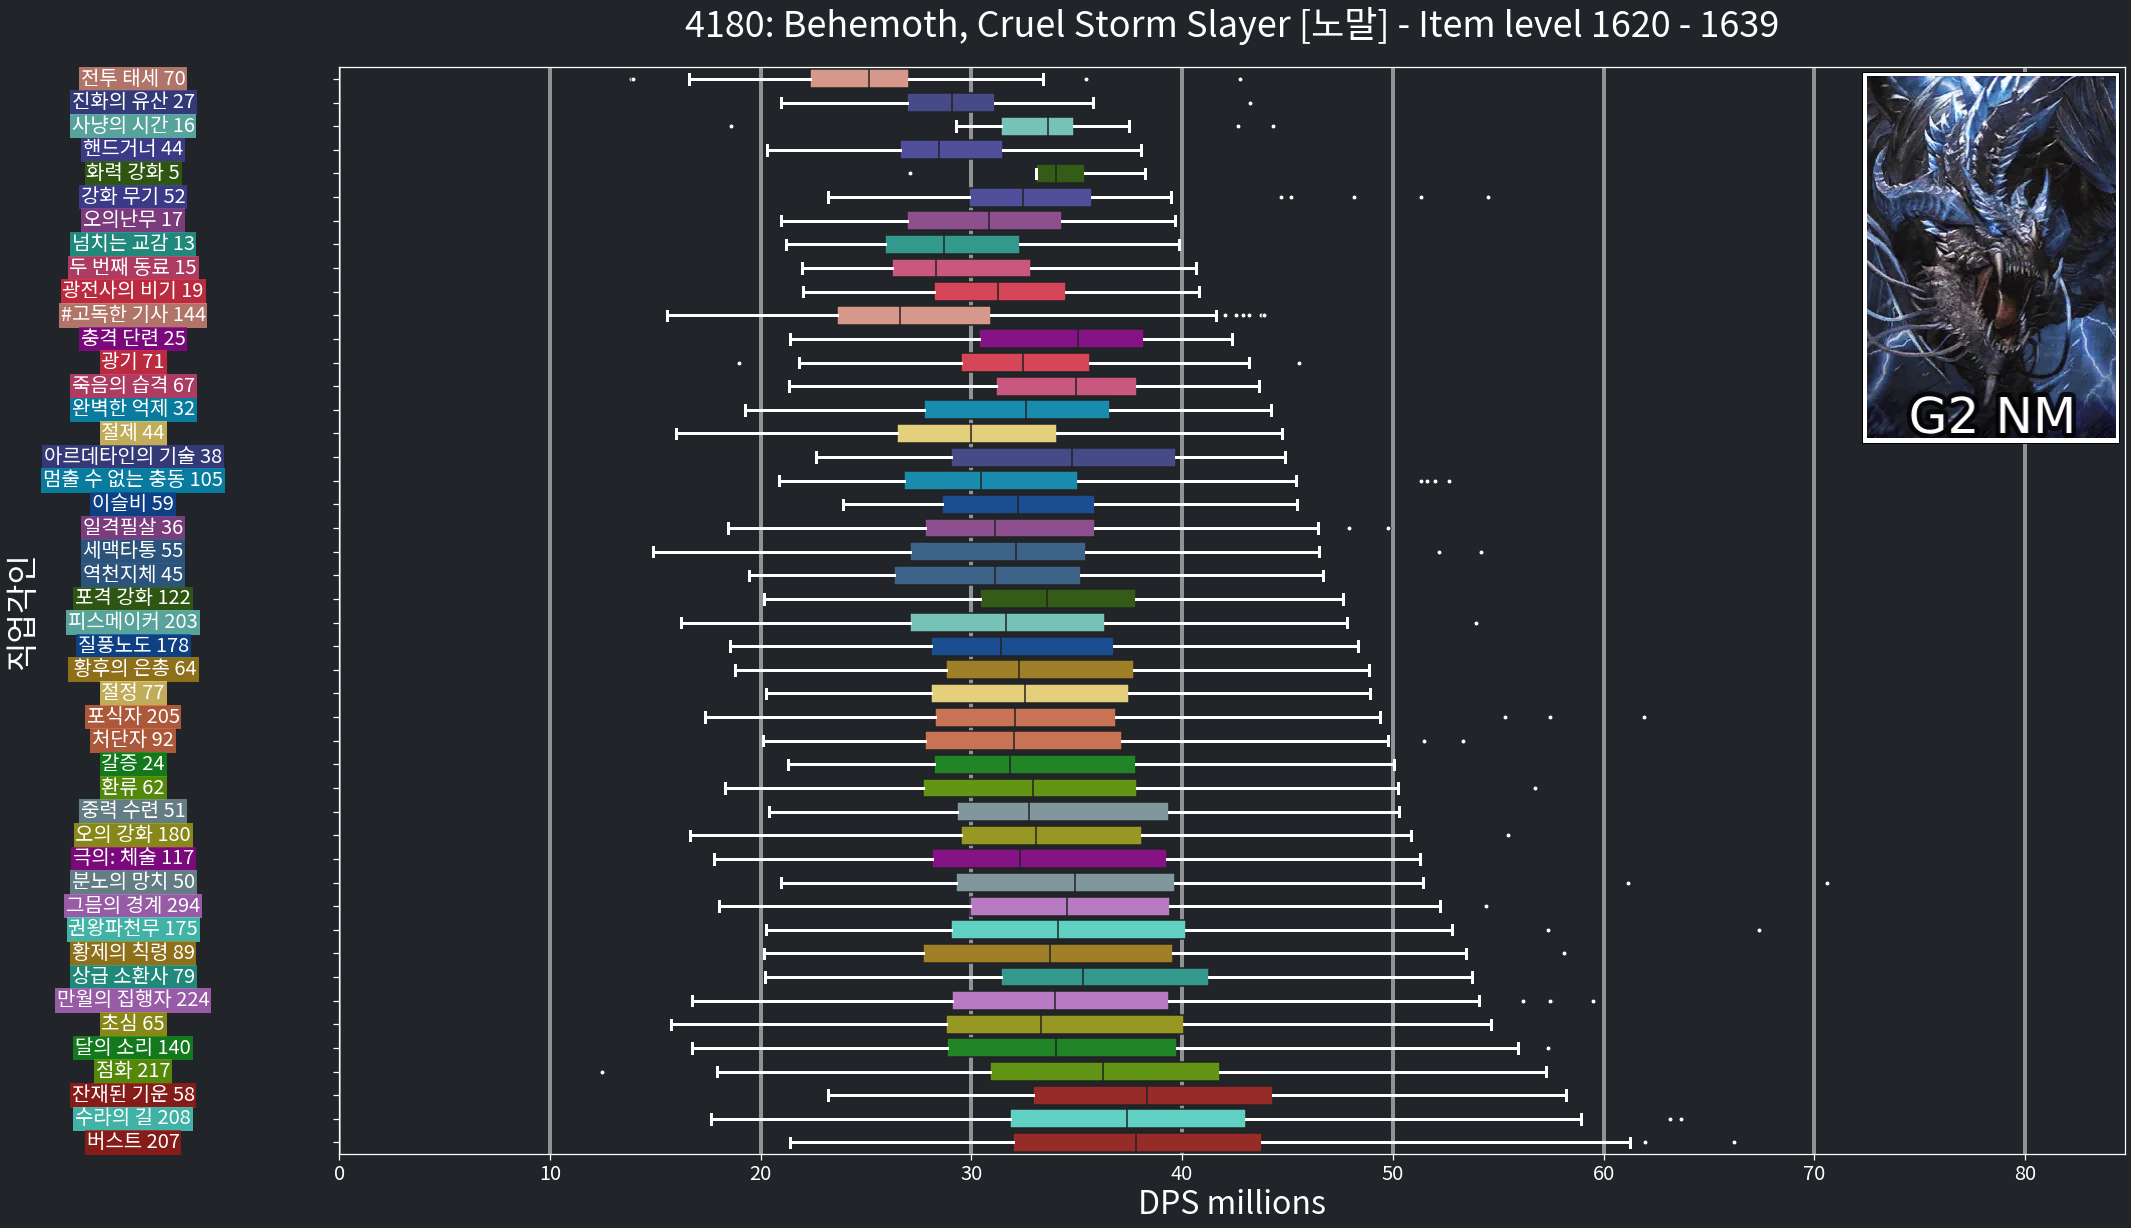 4180: Behemoth, Cruel Storm Slayer [노말] - Item level 1620 - 1639
전투 태세 70
진화의 유산 27
사냥의 시간 16
핸드거너 44
화력 강화 5
강화 무기 52
오의난무 17
넘치는 교감 13
두 번째 동료 15
광전사의 비기 19
#고독한 기사 144
충격 단련 25
광기 71
죽음의 습격 67
완벽한 억제 32
절제 44
아르데타인의 기술 38
멈출 수 없는 충동 105
이슬비 59
일격필살 36
세맥타통 55
역천지체 45
포격 강화 122
피스메이커 203
질풍노도 178
황후의 은총 64
절정 77
포식자 205
처단자 92
갈증 24
환류 62
중력 수련 51
오의 강화 180
극의: 체술 117
분노의 망치 50
그믐의 경계 294
권왕파천무 175
황제의 칙령 89
상급 소환사 79
만월의 집행자 224
초심 65
달의 소리 140
점화 217
잔재된 기운 58
수라의 길 208
버스트 207
직업각인
G2 NM
0 10 20 30 40 50 60 70 80
DPS millions